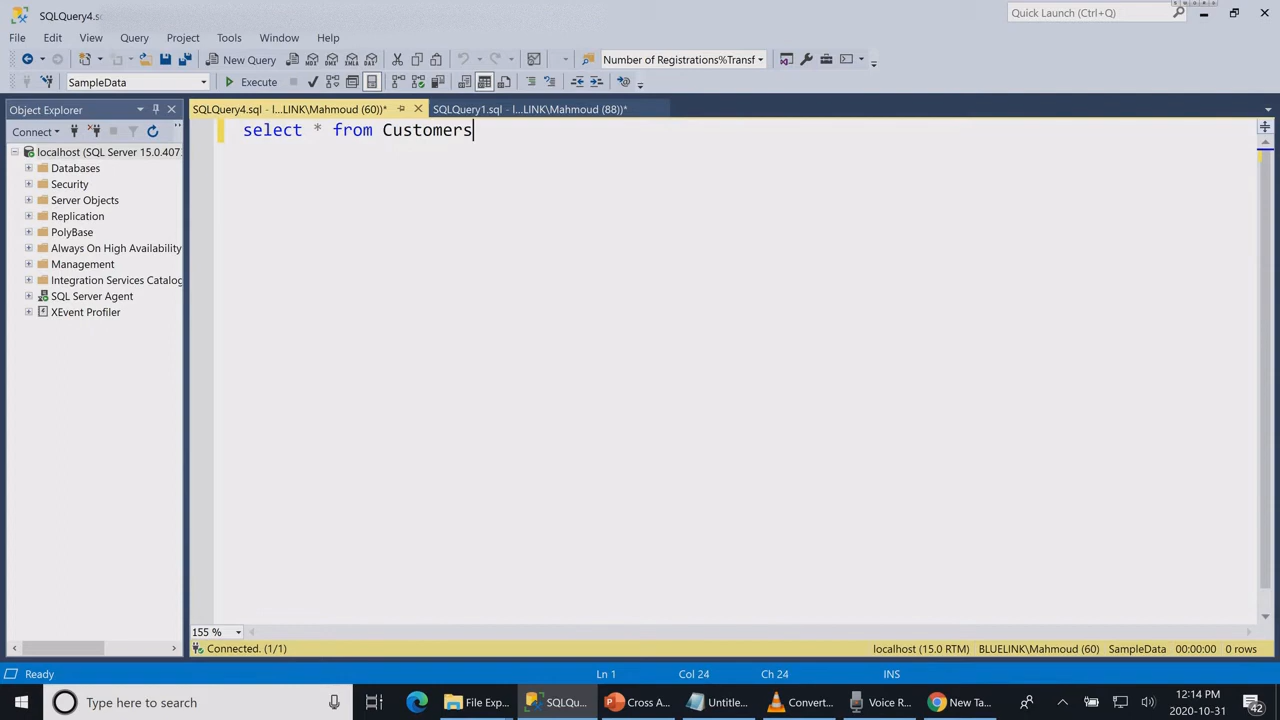 SQLQuery4.s
Quick Launch (Ctrl+Q)
File Edit View Query Project Tools Window Help
New Query
Number of Registrations%Transf
SampleData
Execute
Object Explorer
SQLQuery4.sql - l...LINK\Mahmoud (60))*
SQLQuery1.sql - l...LINK\Mahmoud (88))*
Connect
select * from Customers
localhost (SQL Server 15.0.407
Databases
Security
Server Objects
Replication
PolyBase
Always On High Availability
Management
Integration Services Catalog
SQL Server Agent
XEvent Profiler
155 %
Connected. (1/1)
localhost (15.0 RTM) BLUELINK\Mahmoud (60) SampleData 00:00:00 0 rows
Ready
Ln 1 Col 24 Ch 24 INS
Type here to search
File Exp...
SQLQu...
Cross A...
Untitle...
Convert...
Voice R...
New Ta...
12:14 PM
2020-10-31
42